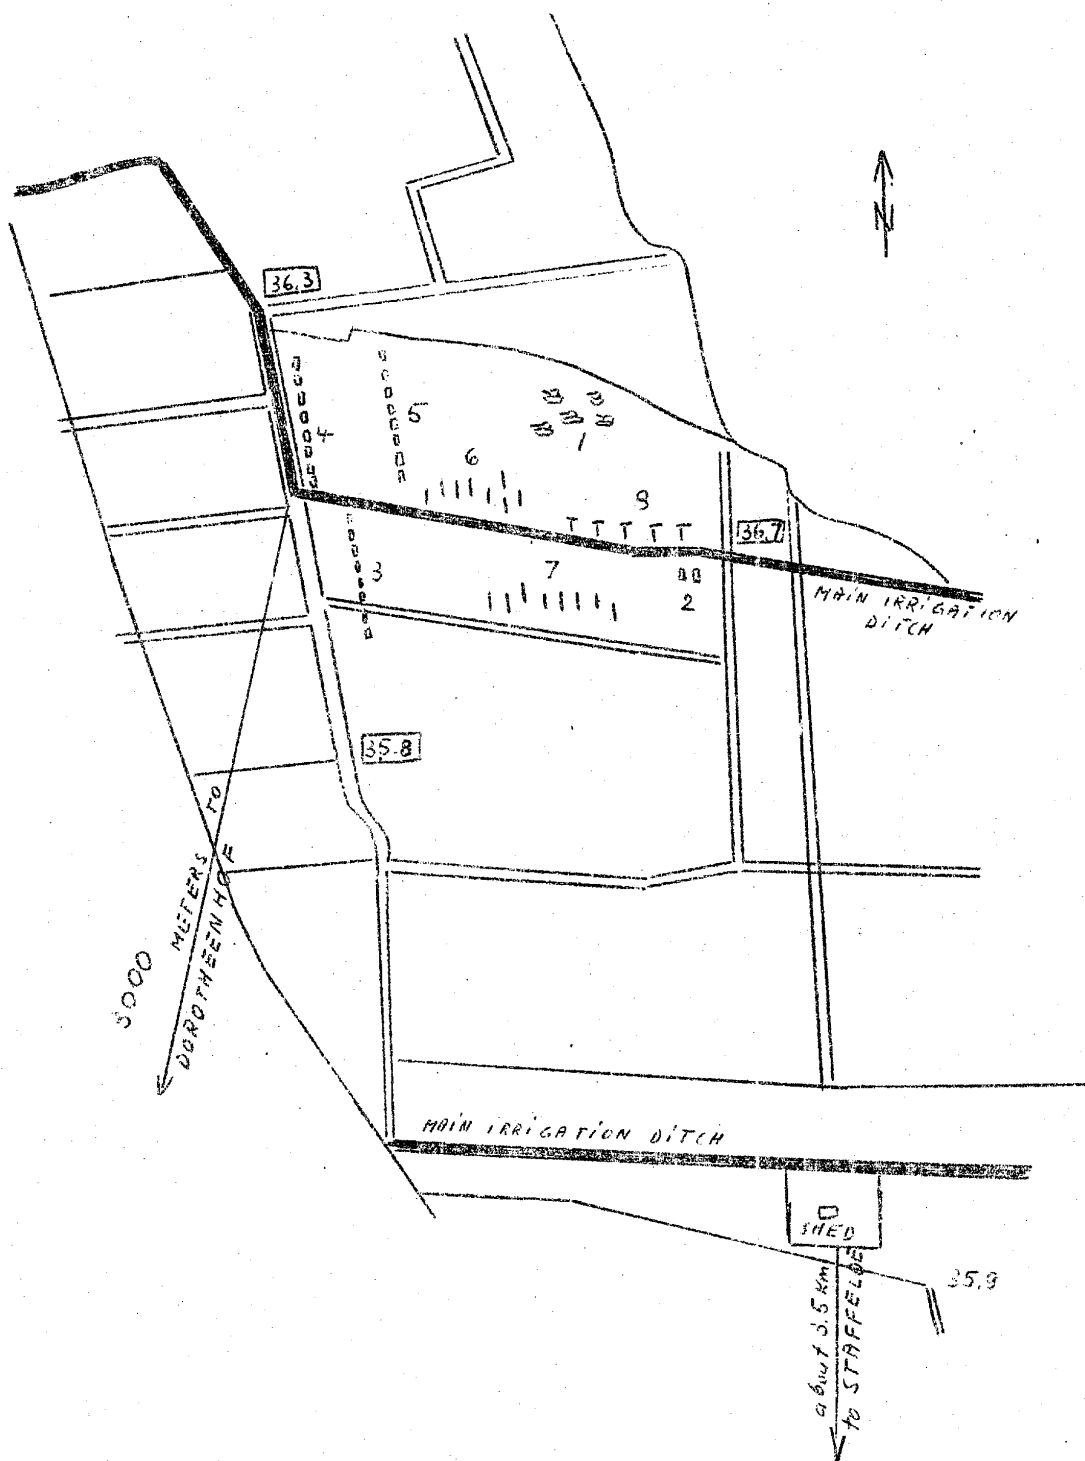 N
36.3
4
5
6
1
9
36.7
3
7
2
MAIN IRRIGATION
DITCH
35.8
3000 METERS TO
DOROTHEENHOF
MAIN IRRIGATION DITCH
SHED
35.9
about 3.5 Km
to STAFFELDE